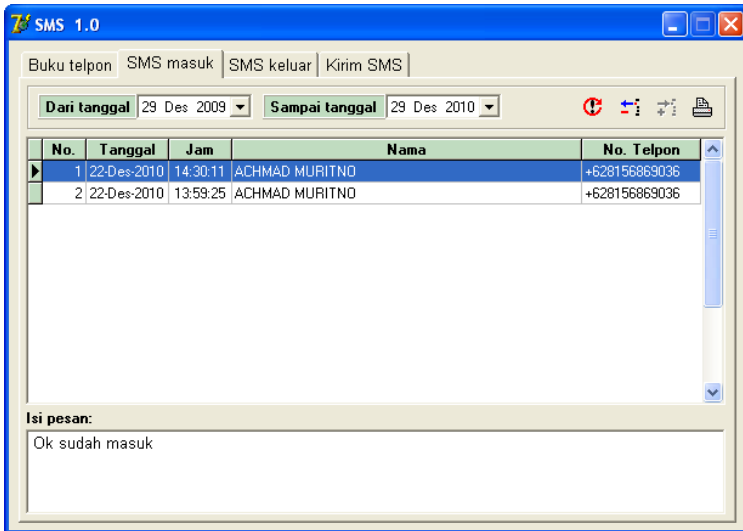 SMS 1.0
Buku telpon SMS masuk SMS keluar Kirim SMS
Dari tanggal 29 Des 2009 Sampai tanggal 29 Des 2010
No. Tanggal Jam Nama No. Telpon
1 22-Des-2010 14:30:11 ACHMAD MURITNO +628156869036
2 22-Des-2010 13:59:25 ACHMAD MURITNO +628156869036
Isi pesan:
Ok sudah masuk